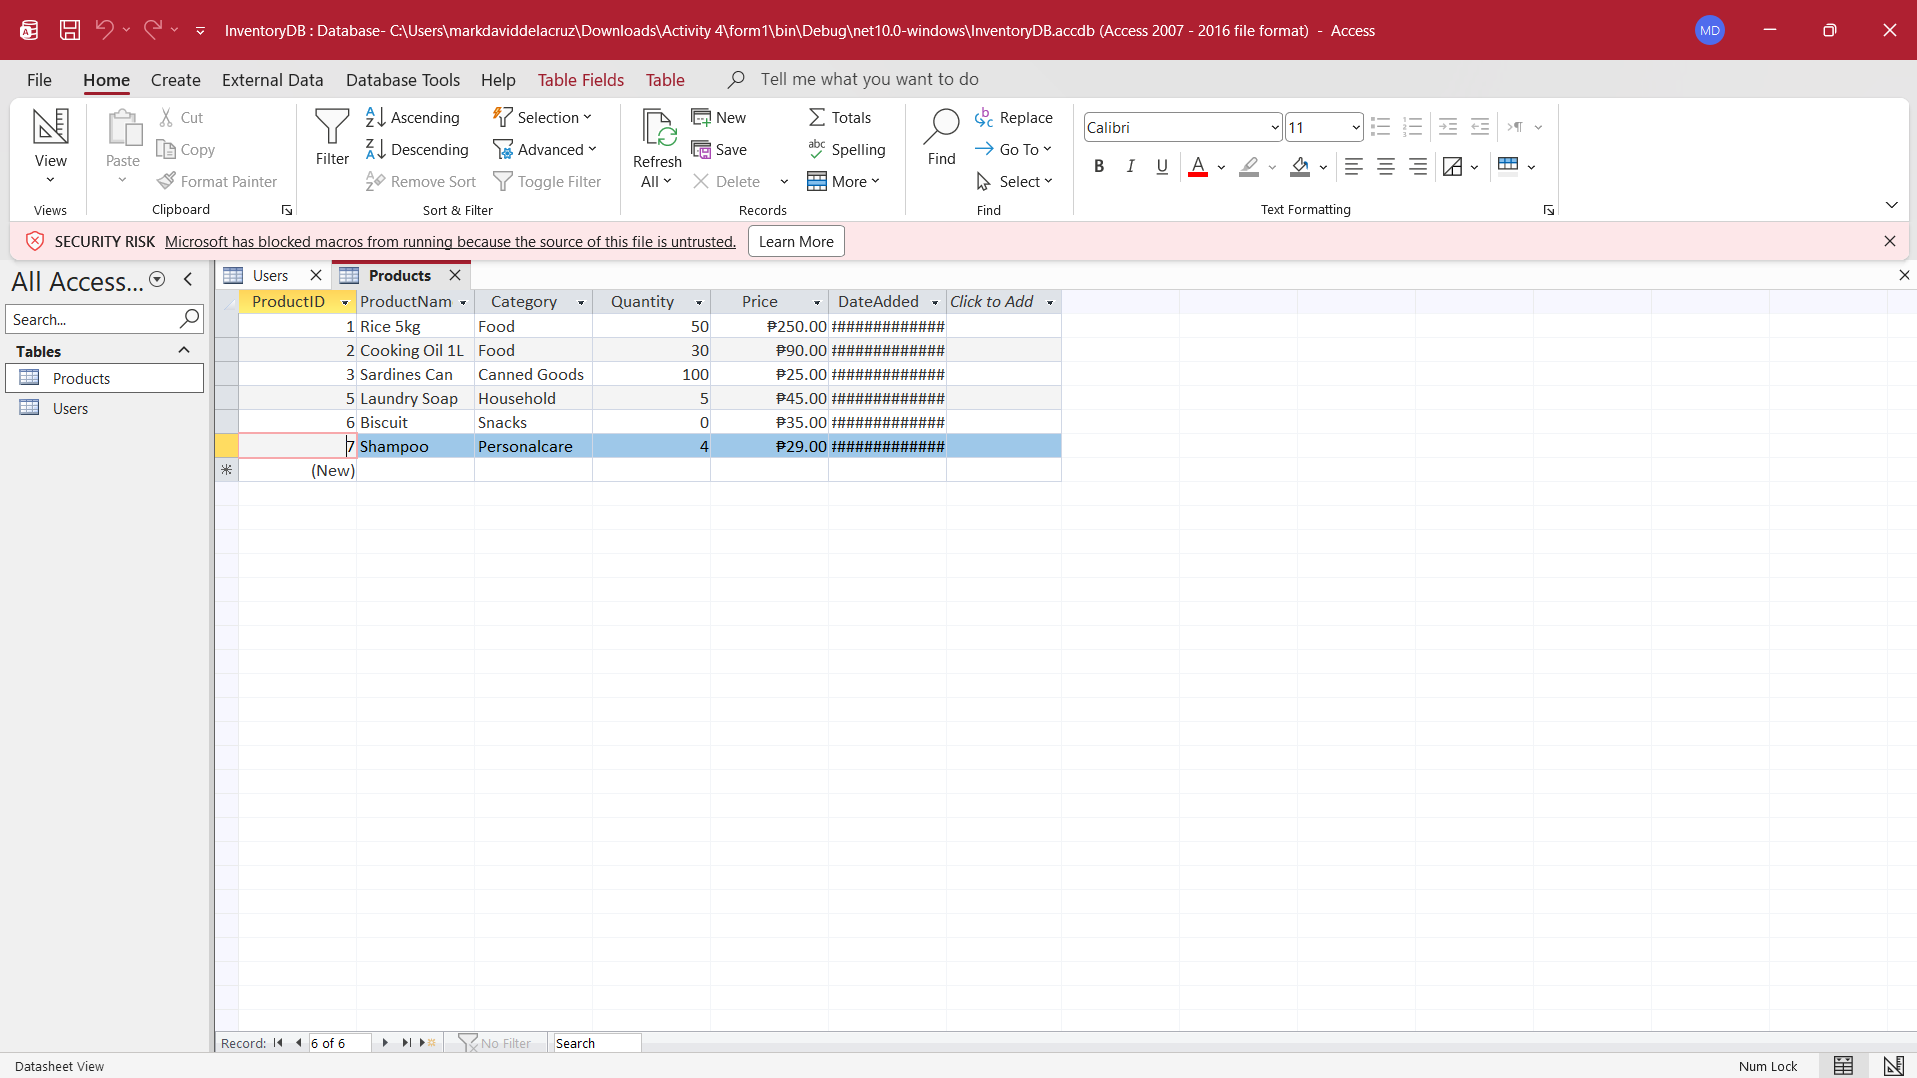 InventoryDB : Database- C:\Users\markdaviddelacruz\Downloads\Activity 4\form1\bin\Debug\net10.0-windows\InventoryDB.accdb (Access 2007 - 2016 file format) - Access
MD
File Home Create External Data Database Tools Help Table Fields Table Tell me what you want to do
View
Views
Paste
Cut
Copy
Format Painter
Clipboard
Filter
Ascending
Descending
Remove Sort
Selection
Advanced
Toggle Filter
Sort & Filter
Refresh
All
New
Save
Delete
Totals
Spelling
More
Records
Find
Replace
Go To
Select
Find
Calibri
11
B I U A
Text Formatting
SECURITY RISK Microsoft has blocked macros from running because the source of this file is untrusted. Learn More
All Access...
Search...
Tables
Products
Users
Users Products
ProductID ProductNam Category Quantity Price DateAdded Click to Add
1 Rice 5kg Food 50 ₱250.00 #############
2 Cooking Oil 1L Food 30 ₱90.00 #############
3 Sardines Can Canned Goods 100 ₱25.00 #############
5 Laundry Soap Household 5 ₱45.00 #############
6 Biscuit Snacks 0 ₱35.00 #############
7 Shampoo Personalcare 4 ₱29.00 #############
(New)
Record: 6 of 6 No Filter Search
Datasheet View
Num Lock